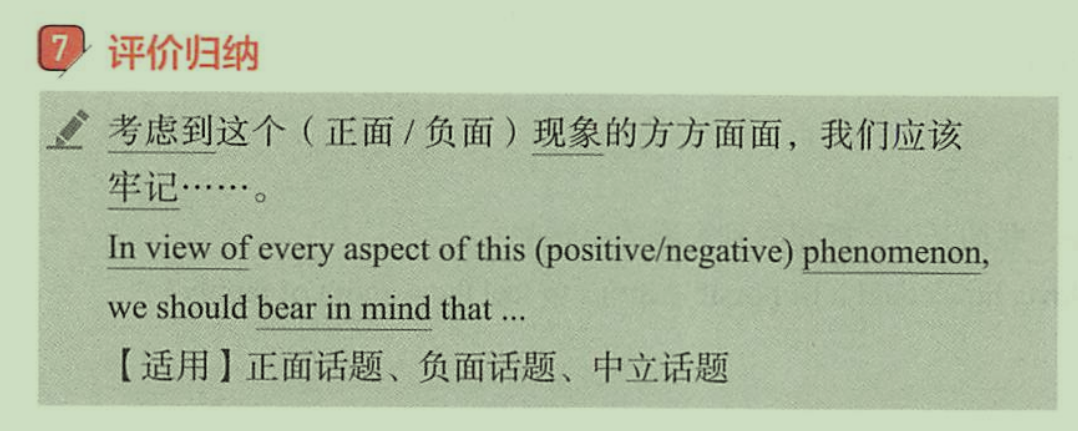 7 评价归纳
考虑到这个（正面/负面）现象的方方面面，我们应该
牢记……。
In view of every aspect of this (positive/negative) phenomenon,
we should bear in mind that ...
【适用】正面话题、负面话题、中立话题